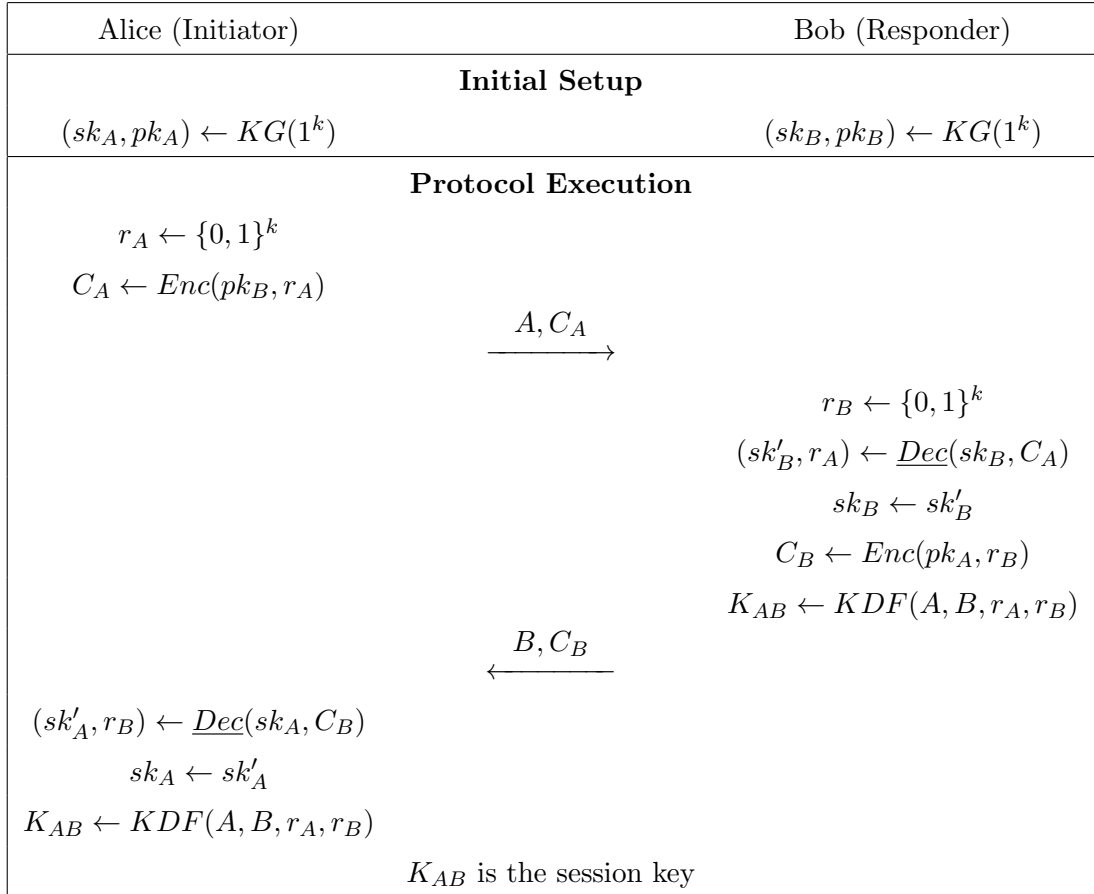 Alice (Initiator) Bob (Responder)
Initial Setup
(sk_A, pk_A) ← KG(1^k) (sk_B, pk_B) ← KG(1^k)
Protocol Execution
r_A ← {0, 1}^k
C_A ← Enc(pk_B, r_A)
A, C_A
r_B ← {0, 1}^k
(sk'_B, r_A) ← Dec(sk_B, C_A)
sk_B ← sk'_B
C_B ← Enc(pk_A, r_B)
K_AB ← KDF(A, B, r_A, r_B)
B, C_B
(sk'_A, r_B) ← Dec(sk_A, C_B)
sk_A ← sk'_A
K_AB ← KDF(A, B, r_A, r_B)
K_AB is the session key